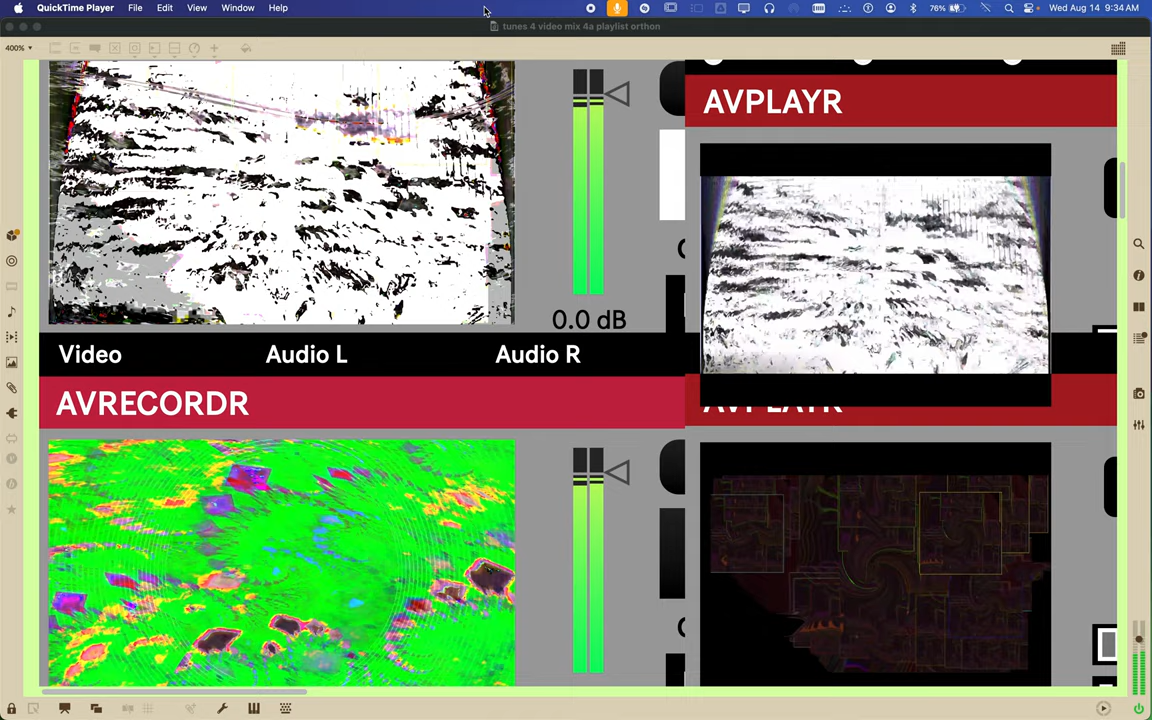 QuickTime Player File Edit View Window Help 76% Wed Aug 14 9:34 AM
tunes 4 video mix 4a playlist orthon
400%
AVPLAYR
0.0 dB
Video Audio L Audio R
AVRECORDR
AVPLAYR